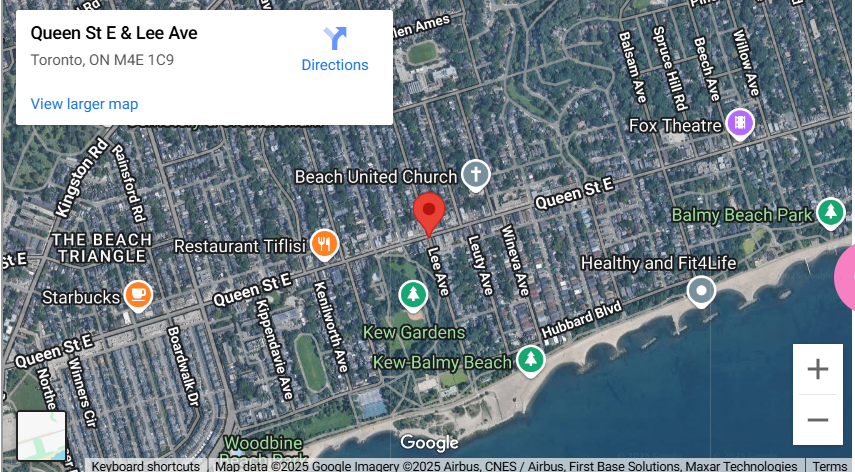 Queen St E & Lee Ave
Toronto, ON M4E 1C9
Directions
View larger map
Balsam Ave
Spruce Hill Rd
Beech Ave
Willow Ave
Fox Theatre
Kingston Rd
Rainsford Rd
Beach United Church
Queen St E
Balmy Beach Park
THE BEACH
TRIANGLE
St E
Restaurant Tiflisi
Lee Ave
Leuty Ave
Wineva Ave
Healthy and Fit4Life
Starbucks
Queen St E
Kippendavie Ave
Kenilworth Ave
Kew Gardens
Hubbard Blvd
Queen St E
Boardwalk Dr
Kew-Balmy Beach
Winners Cir
Woodbine
Beach Park
Google
Keyboard shortcuts
Map data ©2025 Google Imagery ©2025 Airbus, CNES / Airbus, First Base Solutions, Maxar Technologies
Terms